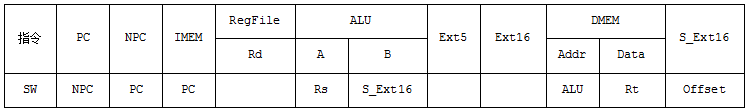 指令 PC NPC IMEM RegFile ALU Ext5 Ext16 DMEM S_Ext16
Rd A B Addr Data
SW NPC PC PC Rs S_Ext16 ALU Rt Offset